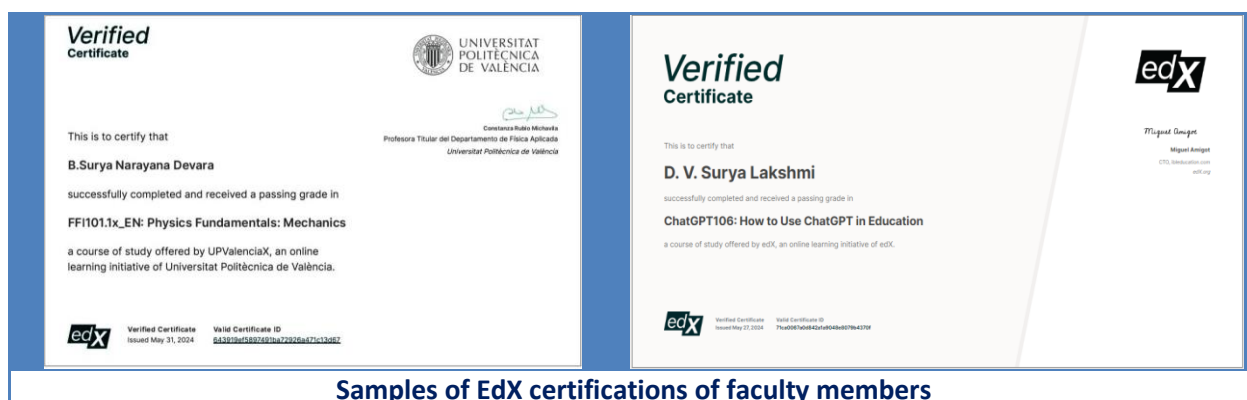 Verified
Certificate
UNIVERSITAT
POLITÈCNICA
DE VALÈNCIA
Constanza Rubio Michavila
Profesora Titular del Departamento de Física Aplicada
Universitat Politècnica de València
This is to certify that
B.Surya Narayana Devara
successfully completed and received a passing grade in
FFI101.1x_EN: Physics Fundamentals: Mechanics
a course of study offered by UPValenciaX, an online
learning initiative of Universitat Politècnica de València.
edX
Verified Certificate
Issued May 31, 2024
Valid Certificate ID
Verified
Certificate
edX
Miguel Amigot
Miguel Amigot
This is to certify that
D. V. Surya Lakshmi
successfully completed and received a passing grade in
ChatGPT106: How to Use ChatGPT in Education
a course of study offered by edX, an online learning initiative of edX.
edX
Verified Certificate
Issued May 27, 2024
Valid Certificate ID
Samples of EdX certifications of faculty members